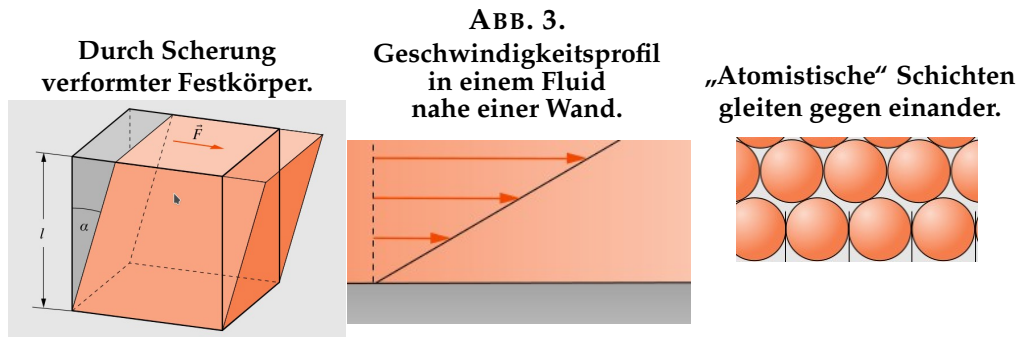 Durch Scherung
verformter Festkörper.
F
l
α
ABB. 3.
Geschwindigkeitsprofil
in einem Fluid
nahe einer Wand.
„Atomistische“ Schichten
gleiten gegen einander.